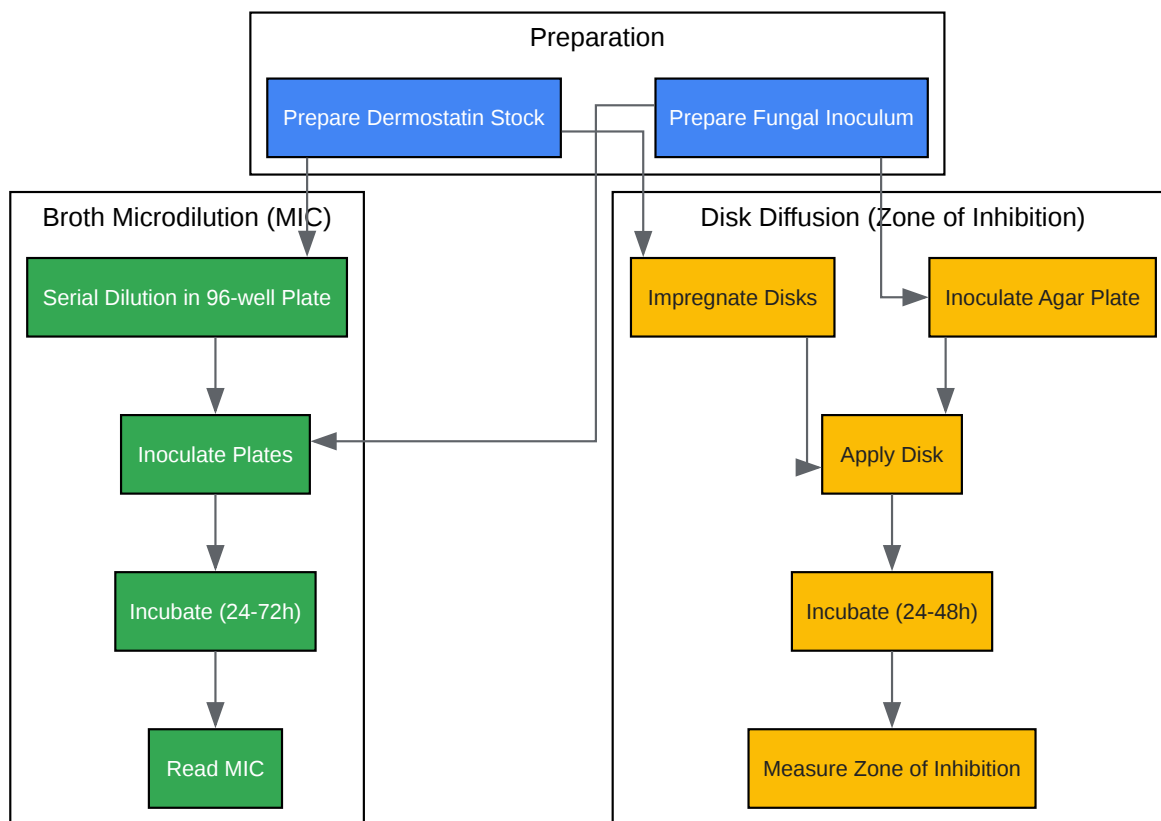 Preparation
Prepare Dermostatin Stock
Prepare Fungal Inoculum
Broth Microdilution (MIC)
Serial Dilution in 96-well Plate
Inoculate Plates
Incubate (24-72h)
Read MIC
Disk Diffusion (Zone of Inhibition)
Impregnate Disks
Inoculate Agar Plate
Apply Disk
Incubate (24-48h)
Measure Zone of Inhibition